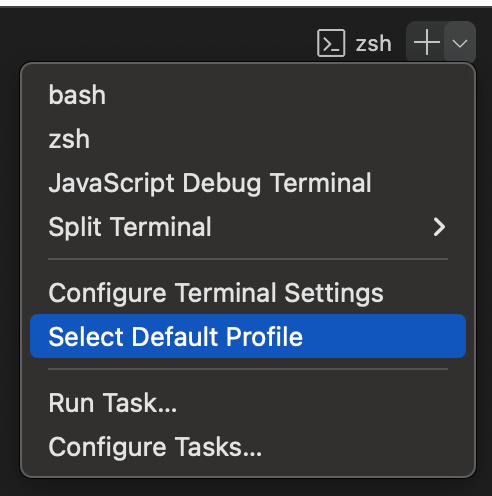 zsh
bash
zsh
JavaScript Debug Terminal
Split Terminal
Configure Terminal Settings
Select Default Profile
Run Task...
Configure Tasks...